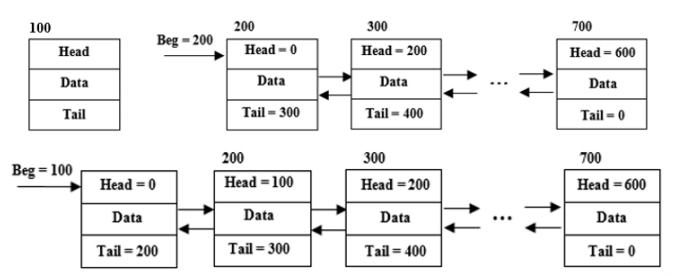 100
Head
Data
Tail
Beg = 200
200
Head = 0
Data
Tail = 300
300
Head = 200
Data
Tail = 400
...
700
Head = 600
Data
Tail = 0
Beg = 100
Head = 0
Data
Tail = 200
200
Head = 100
Data
Tail = 300
300
Head = 200
Data
Tail = 400
...
700
Head = 600
Data
Tail = 0